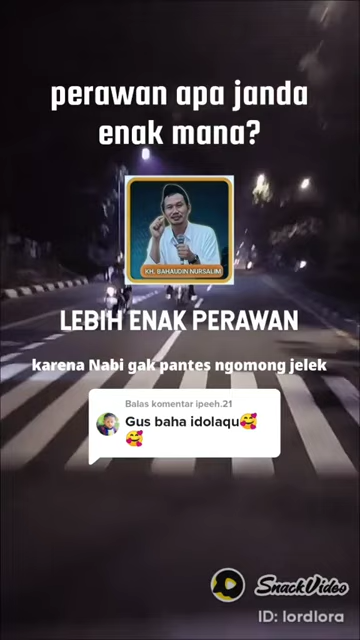 perawan apa janda
enak mana?
KH. BAHAUDIN NURSALIM
LEBIH ENAK PERAWAN
karena Nabi gak pantes ngomong jelek
Balas komentar ipeeh.21
Gus baha idolaqu🥰
🥰
SnackVideo
ID: lordlora